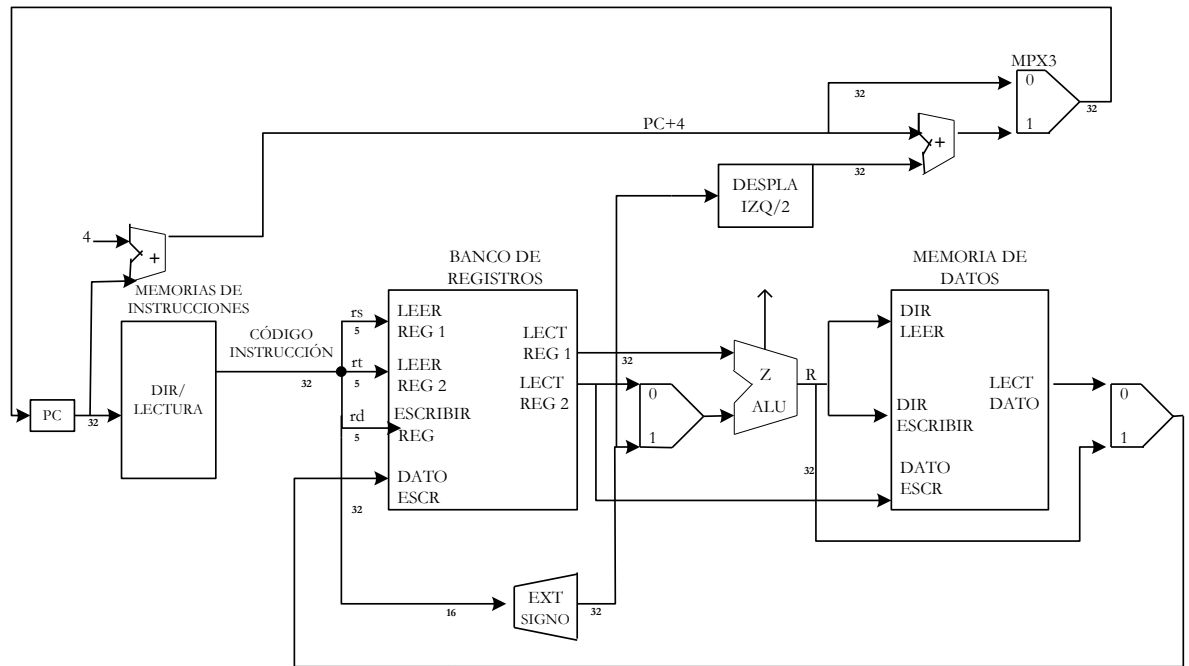 MPX3
0
32
32
1
PC+4
+
32
DESPLA
IZQ/2
4
+
BANCO DE
REGISTROS
MEMORIA DE
DATOS
MEMORIAS DE
INSTRUCCIONES
CÓDIGO
INSTRUCCIÓN
32
DIR/
LECTURA
PC
32
rs
5
rt
5
rd
5
LEER
REG 1
LEER
REG 2
ESCRIBIR
REG
DATO
ESCR
32
LECT
REG 1
LECT
REG 2
32
0
1
Z
ALU
R
32
DIR
LEER
DIR
ESCRIBIR
DATO
ESCR
LECT
DATO
0
1
16
EXT
SIGNO
32